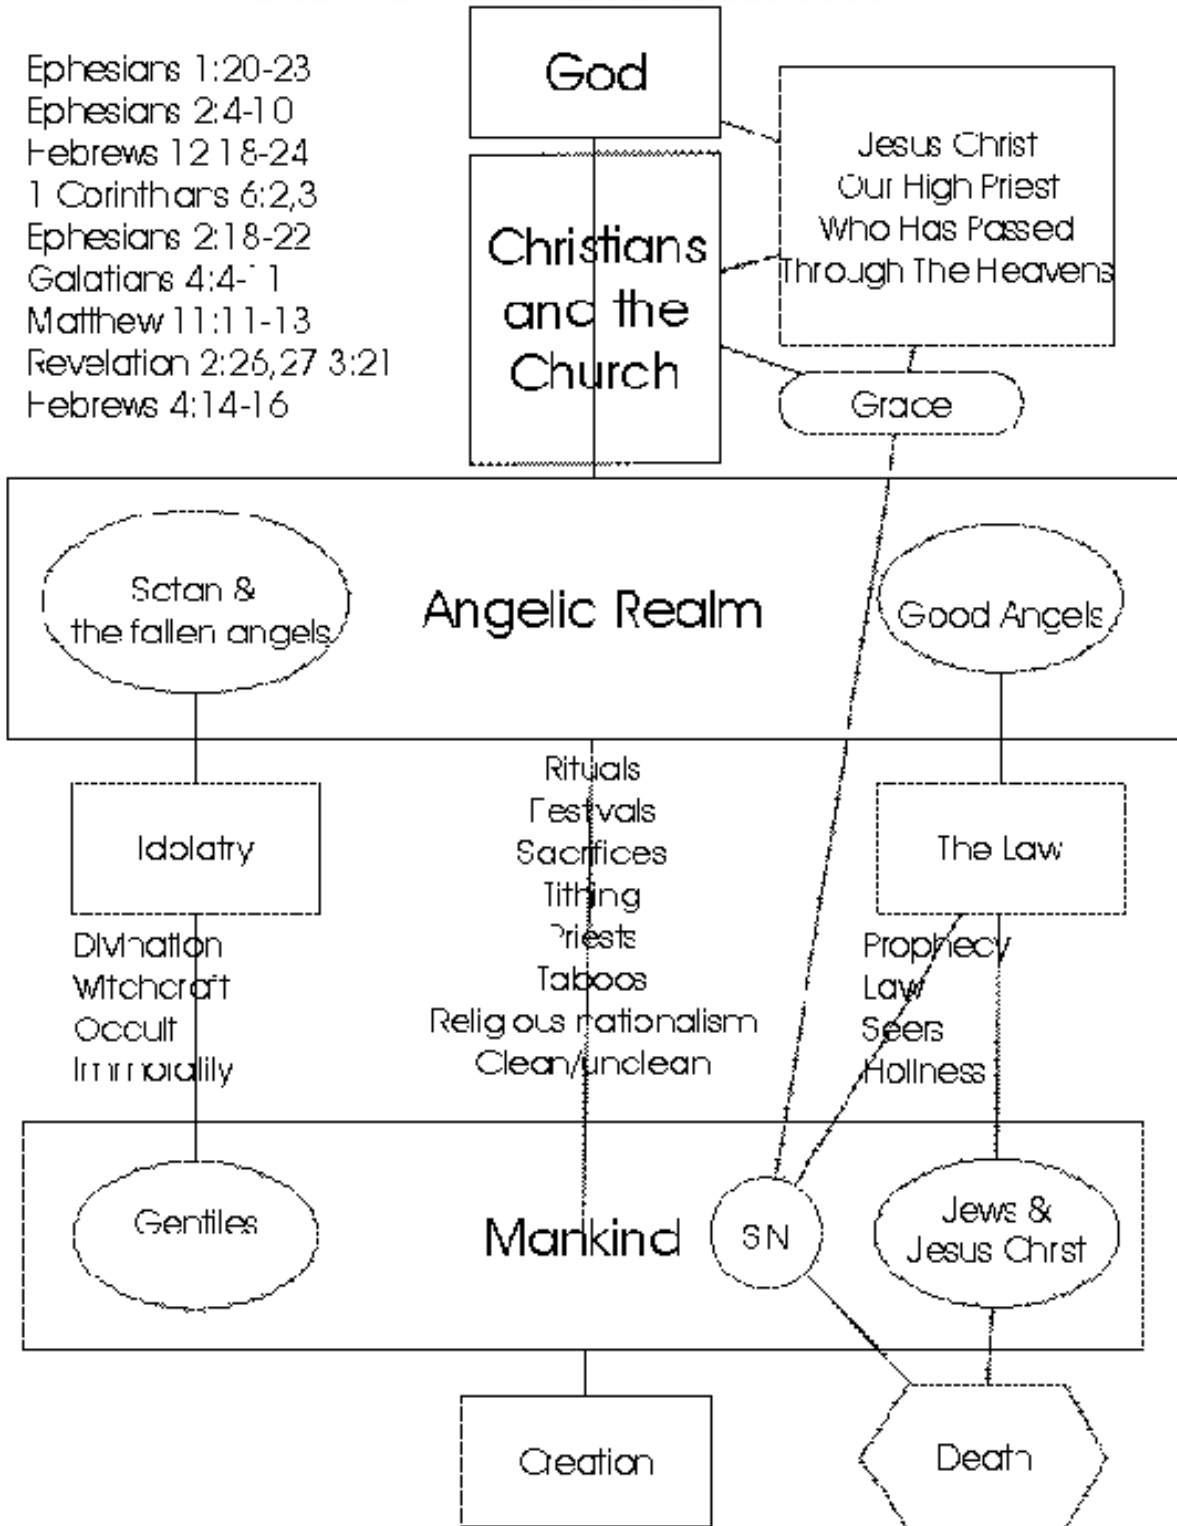 Ephesians 1:20-23
Ephesians 2:4-10
Hebrews 12 18-24
1 Corinthians 6:2,3
Ephesians 2:18-22
Galatians 4:4-11
Matthew 11:11-13
Revelation 2:26,27 3:21
Hebrews 4:14-16
God
Jesus Christ
Our High Priest
Who Has Passed
Through The Heavens
Christians
and the
Church
Grace
Satan &
the fallen angels
Angelic Realm
Good Angels
Idolatry
Rituals
Festivals
Sacrifices
Tithing
Priests
Taboos
Religious nationalism
Clean/unclean
The Law
Divination
Witchcraft
Occult
Immorality
Prophecy
Law
Seers
Holiness
Gentiles
Mankind
SIN
Jews &
Jesus Christ
Creation
Death